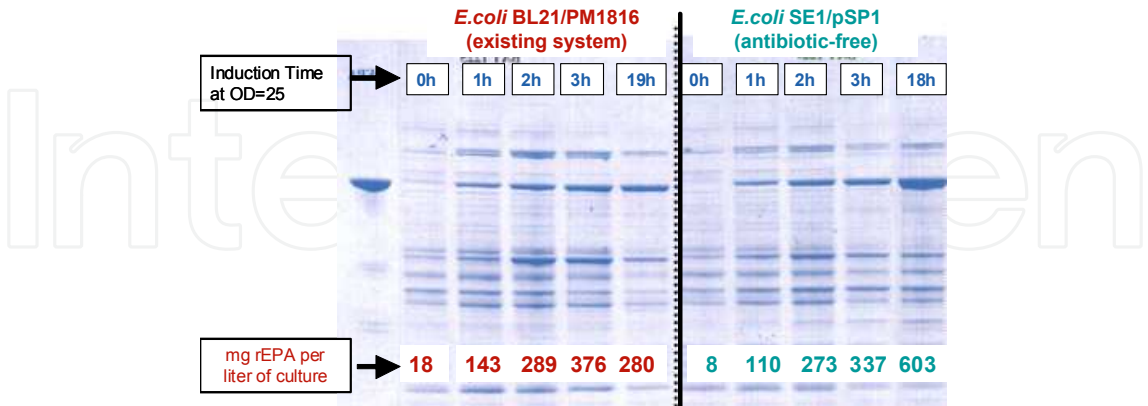 E.coli BL21/PM1816
(existing system)
E.coli SE1/pSP1
(antibiotic-free)
Induction Time
at OD=25
0h 1h 2h 3h 19h 0h 1h 2h 3h 18h
mg rEPA per
liter of culture
18 143 289 376 280 8 110 273 337 603